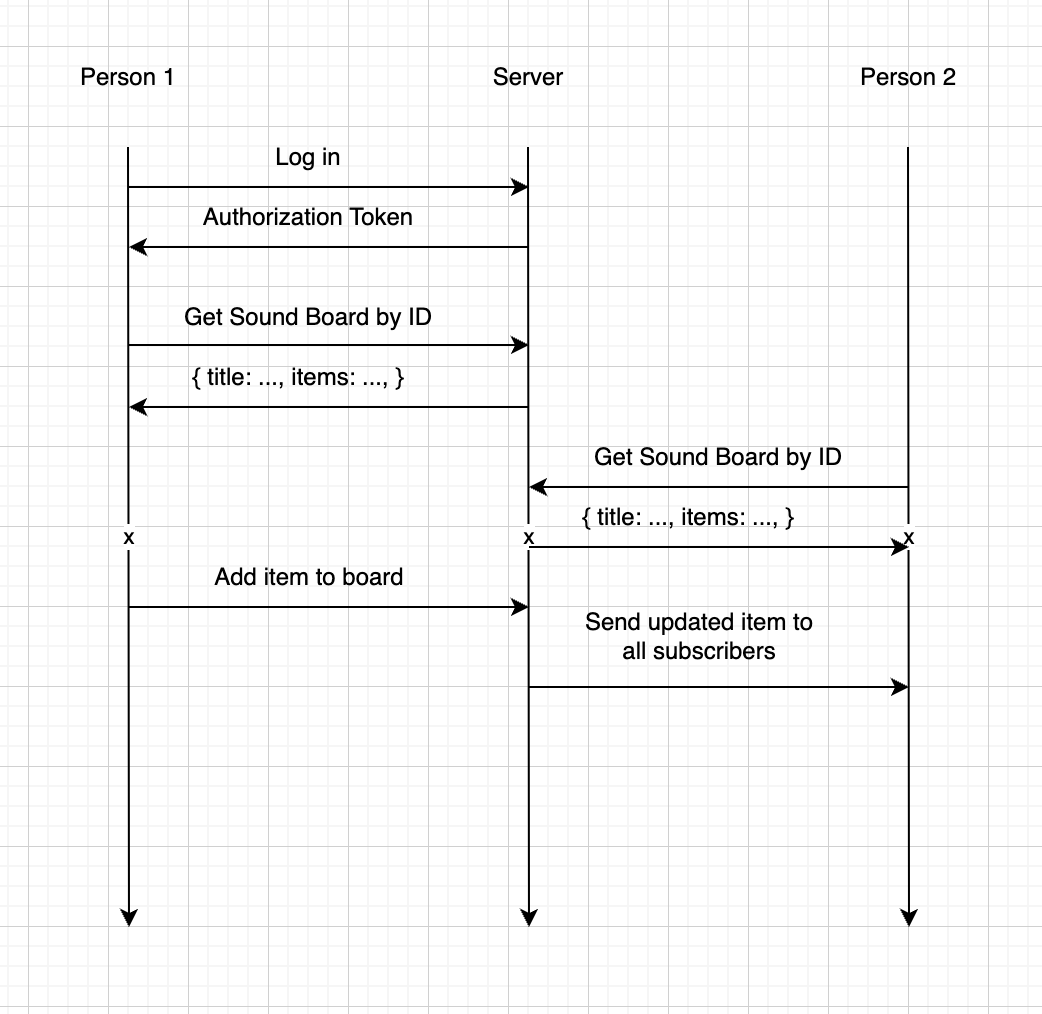 Person 1
Server
Person 2
Log in
Authorization Token
Get Sound Board by ID
{ title: ..., items: ..., }
Get Sound Board by ID
{ title: ..., items: ..., }
x
x
x
Add item to board
Send updated item to
all subscribers